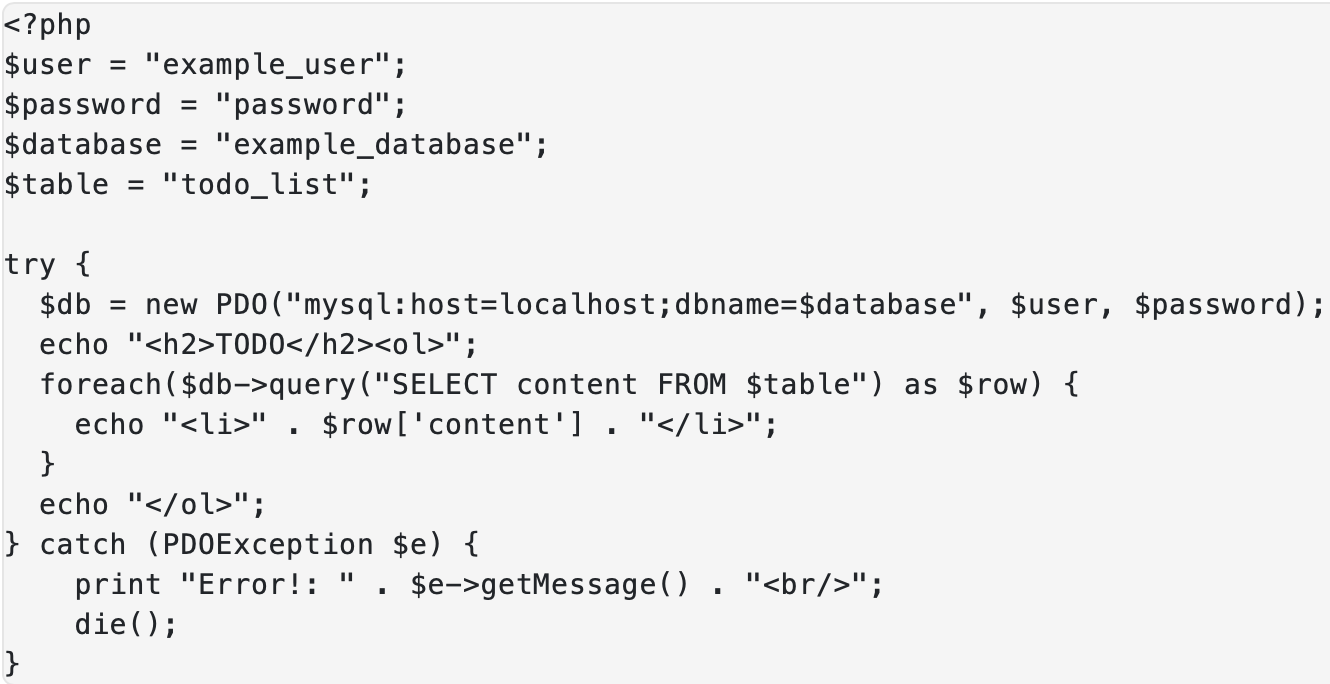 <?php
$user = "example_user";
$password = "password";
$database = "example_database";
$table = "todo_list";

try {
  $db = new PDO("mysql:host=localhost;dbname=$database", $user, $password);
  echo "<h2>TODO</h2><ol>";
  foreach($db->query("SELECT content FROM $table") as $row) {
    echo "<li>" . $row['content'] . "</li>";
  }
  echo "</ol>";
} catch (PDOException $e) {
    print "Error!: " . $e->getMessage() . "<br/>";
    die();
}